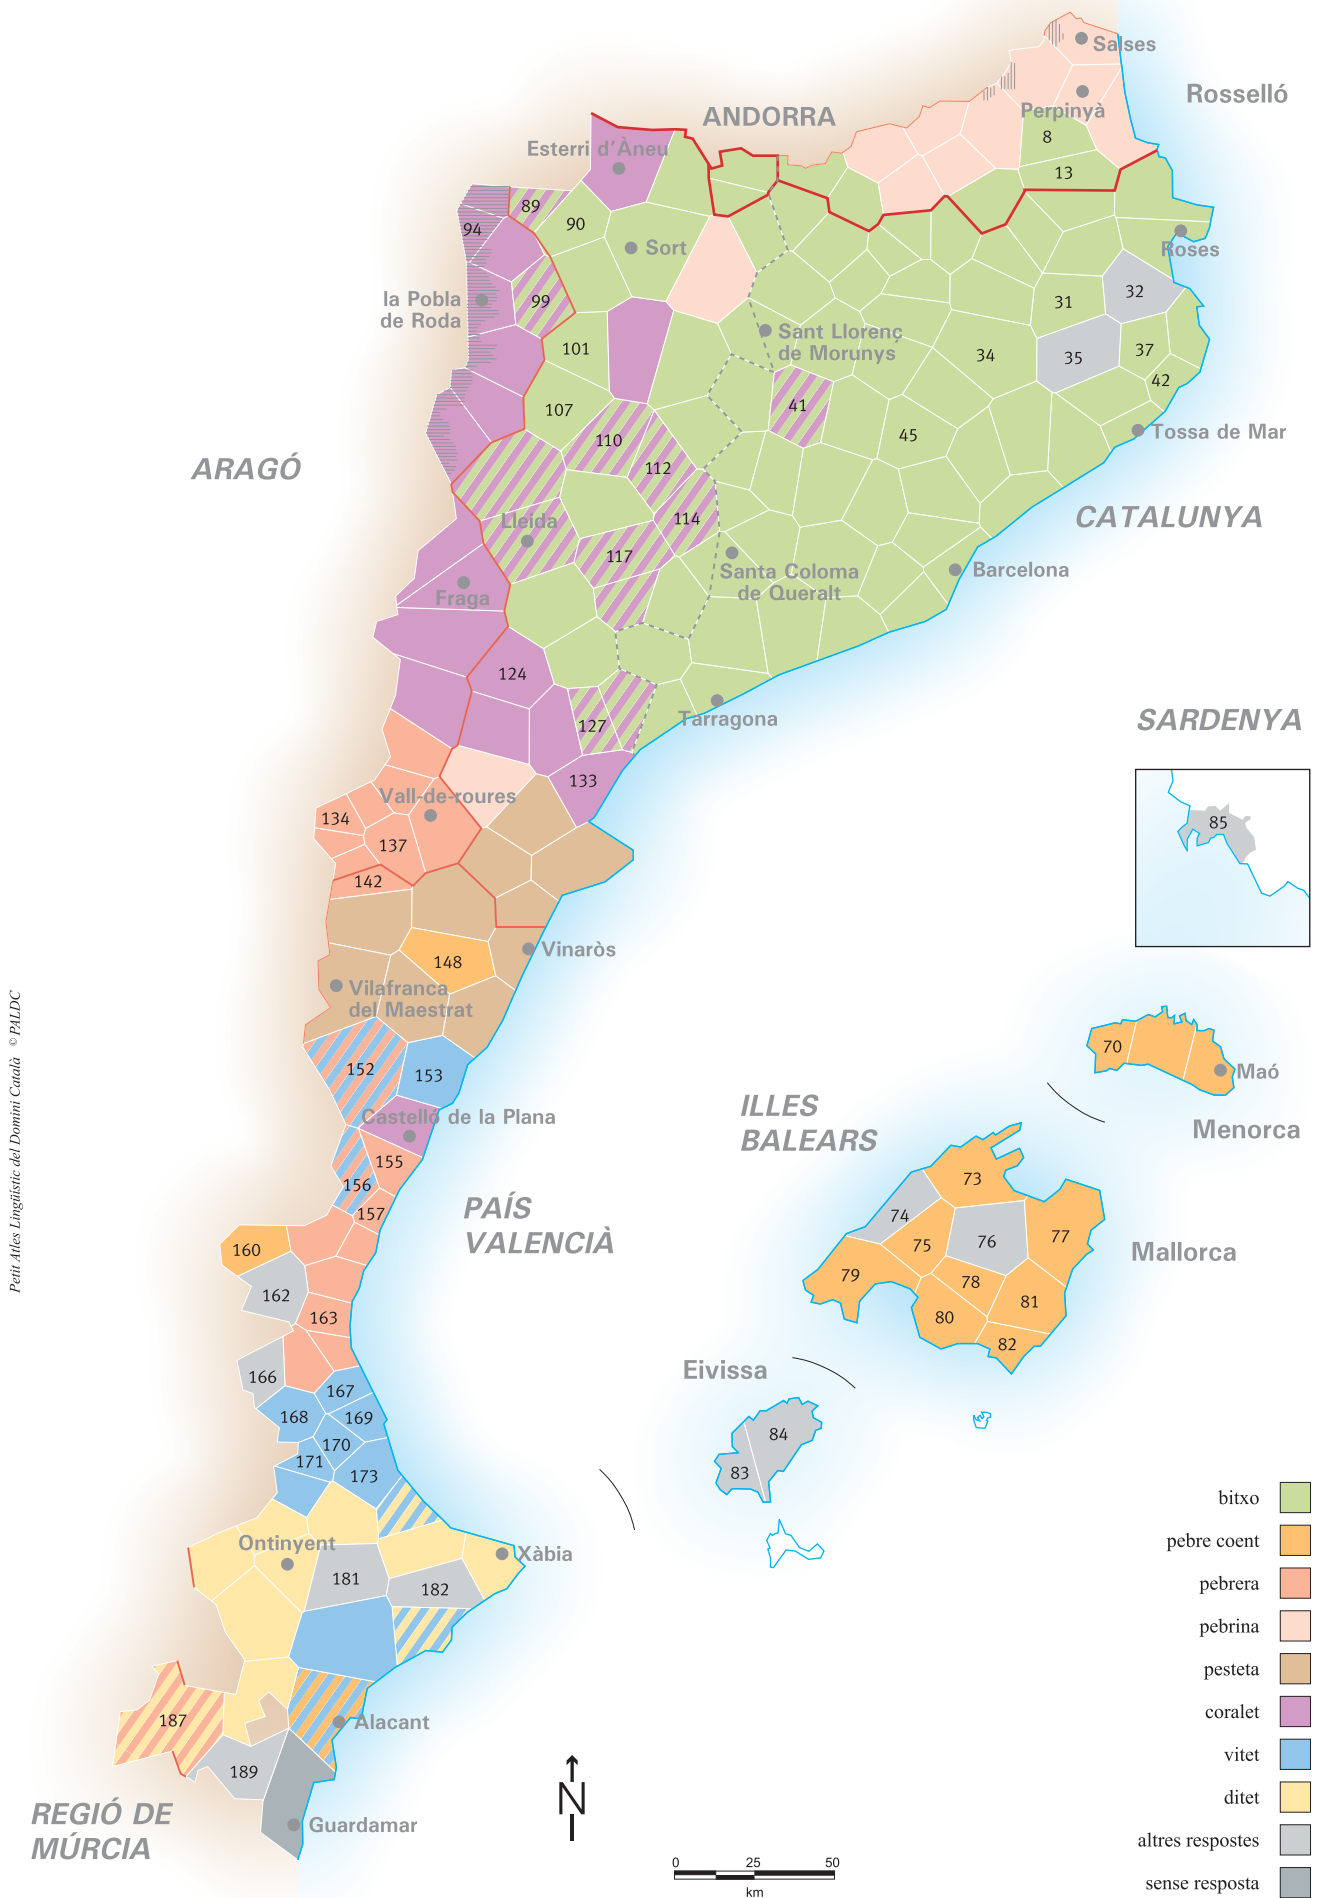 Salses
Rosselló
Perpinyà
ANDORRA
8
Esterri d'Àneu
13
89
90
94
Sort
Roses
la Pobla
de Roda
99
31
32
Sant Llorenç
de Morunys
101
34
35
37
42
107
41
45
Tossa de Mar
110
112
ARAGÓ
114
CATALUNYA
Lleida
117
Santa Coloma
de Queralt
Barcelona
Fraga
124
127
Tarragona
SARDENYA
133
Vall-de-roures
134
137
85
142
148
Vinaròs
Vilafranca
del Maestrat
152
153
70
Maó
Castelló de la Plana
ILLES
BALEARS
Menorca
155
156
157
73
74
75
76
77
PAÍS
VALENCIÀ
Mallorca
160
162
163
78
79
80
81
82
166
167
168
169
170
171
173
Eivissa
84
83
Ontinyent
Xàbia
181
182
187
Alacant
189
REGIÓ DE
MÚRCIA
Guardamar
N
0 25 50
km
bitxo
pebre coent
pebrera
pebrina
pesteta
coralet
vitet
ditet
altres respostes
sense resposta
Petit Atles Lingüístic del Domini Català © PALDC